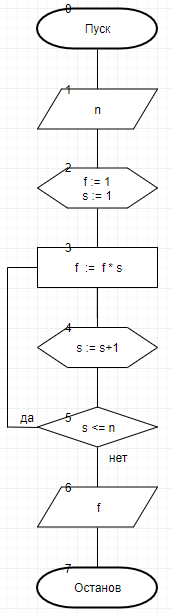 0
Пуск
1
n
2
f := 1
s := 1
3
f := f * s
4
s := s+1
5
да
s <= n
нет
6
f
7
Останов